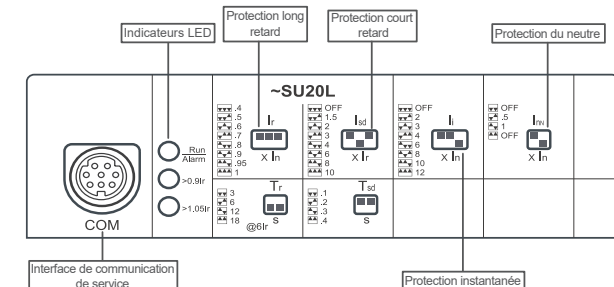 Protection long
retard
Protection court
retard
Indicateurs LED
Protection du neutre
~SU20L
.4
.5
.6
.7
.8
.9
.95
1
Ir
X In
OFF
1.5
2
3
4
6
8
10
Isd
X Ir
OFF
2
3
4
6
8
10
12
Ii
X In
OFF
.5
1
OFF
InN
X In
Run
Alarm
>0.9Ir
>1.05Ir
3
6
12
18
Tr
S
@6Ir
.1
.2
.3
.4
Tsd
S
COM
Interface de communication
de service
Protection instantanée